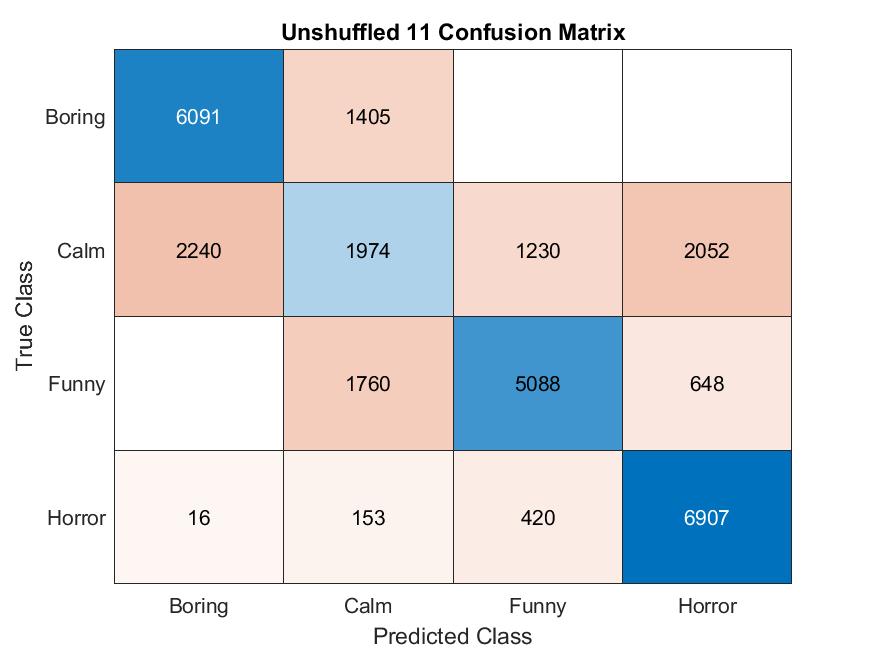 Unshuffled 11 Confusion Matrix
True Class
Boring 6091 1405
Calm 2240 1974 1230 2052
Funny 1760 5088 648
Horror 16 153 420 6907
Boring Calm Funny Horror
Predicted Class